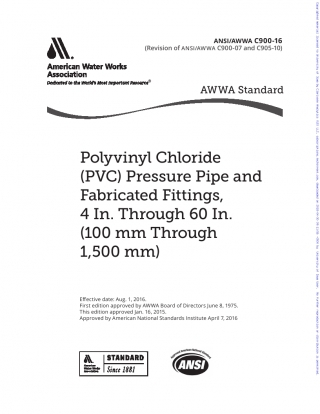 ANSI/AWWA C900-16
(Revision of ANSI/AWWA C900-07 and C905-10)
American Water Works
Association
Dedicated to the World's Most Important Resource®
AWWA Standard
Polyvinyl Chloride
(PVC) Pressure Pipe and
Fabricated Fittings,
4 In. Through 60 In.
(100 mm Through
1,500 mm)
Effective date: Aug. 1, 2016.
First edition approved by AWWA Board of Directors June 8, 1975.
This edition approved Jan. 16, 2015.
Approved by American National Standards Institute April 7, 2016
American
Water Works
Association
STANDARD
Since 1881
ANSI